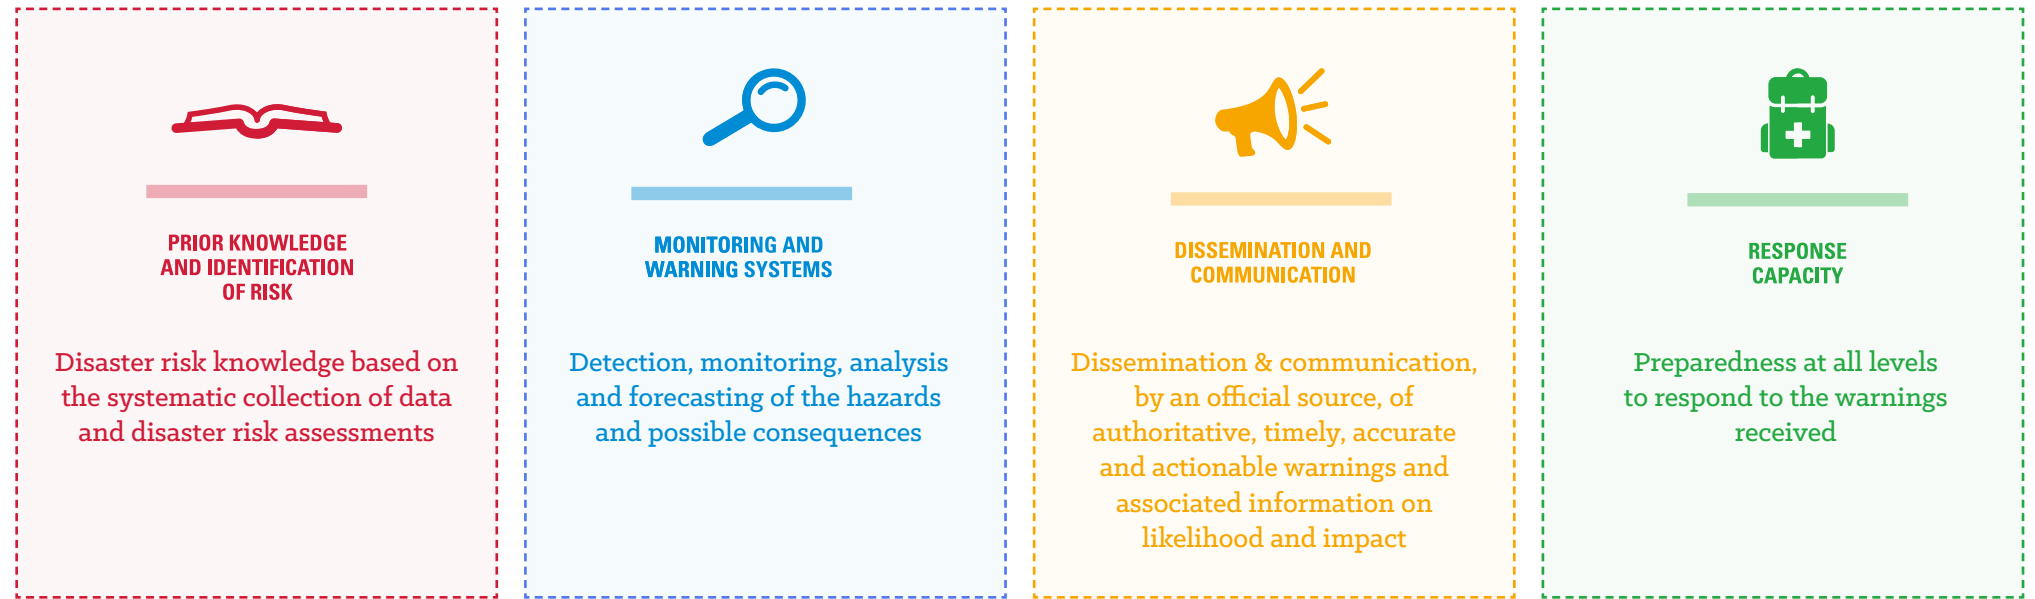 PRIOR KNOWLEDGE
AND IDENTIFICATION
OF RISK
Disaster risk knowledge based on
the systematic collection of data
and disaster risk assessments
MONITORING AND
WARNING SYSTEMS
Detection, monitoring, analysis
and forecasting of the hazards
and possible consequences
DISSEMINATION AND
COMMUNICATION
Dissemination & communication,
by an official source, of
authoritative, timely, accurate
and actionable warnings and
associated information on
likelihood and impact
RESPONSE
CAPACITY
Preparedness at all levels
to respond to the warnings
received